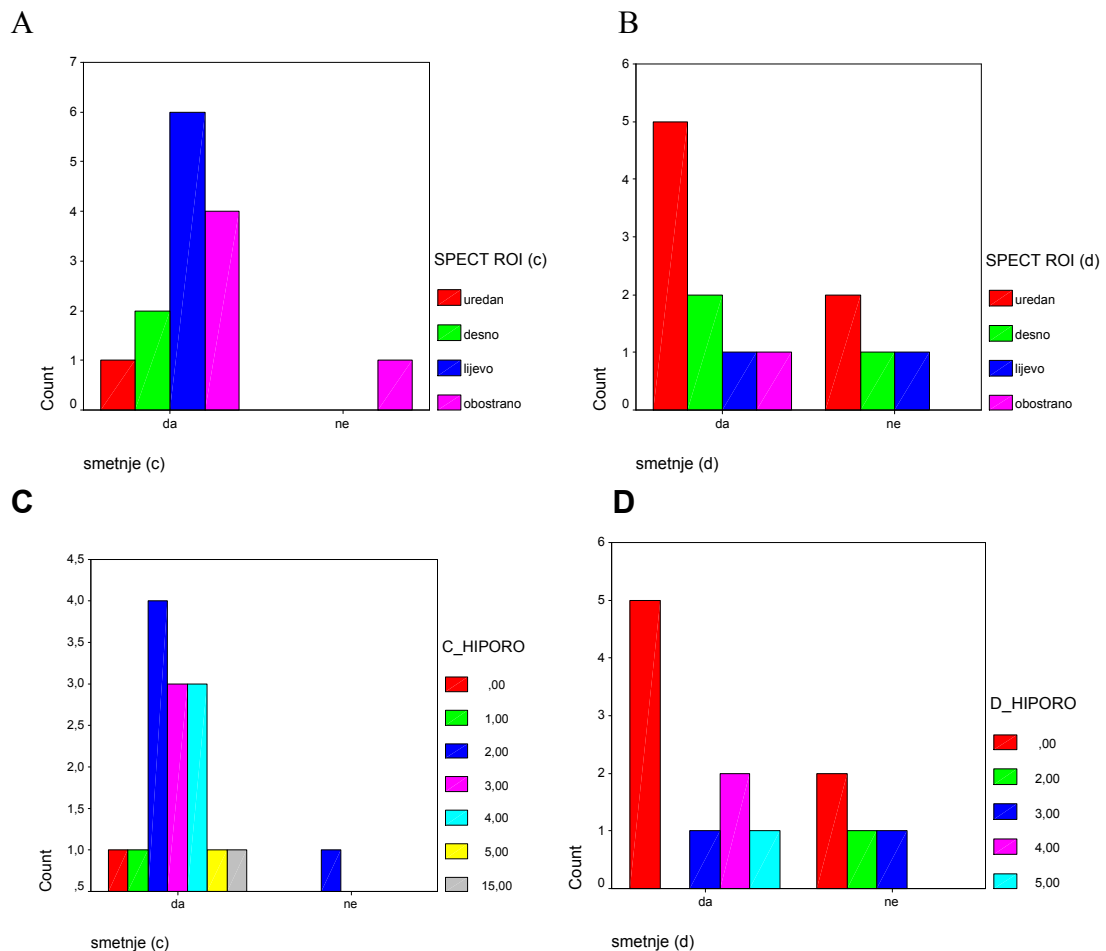 A
7
6
5
4
3
2
1
0
Count
da
ne
smetnje (c)
SPECT ROI (c)
uredan
desno
lijevo
obostrano
B
6
5
4
3
2
1
0
Count
da
ne
smetnje (d)
SPECT ROI (d)
uredan
desno
lijevo
obostrano
C
4,5
4,0
3,5
3,0
2,5
2,0
1,5
1,0
,5
Count
da
ne
smetnje (c)
C_HIPORO
,00
1,00
2,00
3,00
4,00
5,00
15,00
D
6
5
4
3
2
1
0
Count
da
ne
smetnje (d)
D_HIPORO
,00
2,00
3,00
4,00
5,00